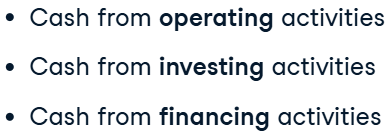 • Cash from operating activities
• Cash from investing activities
• Cash from financing activities